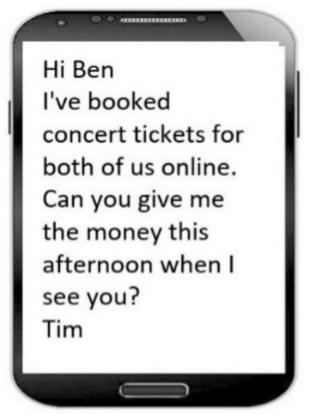 Hi Ben
I've booked
concert tickets for
both of us online.
Can you give me
the money this
afternoon when I
see you?
Tim